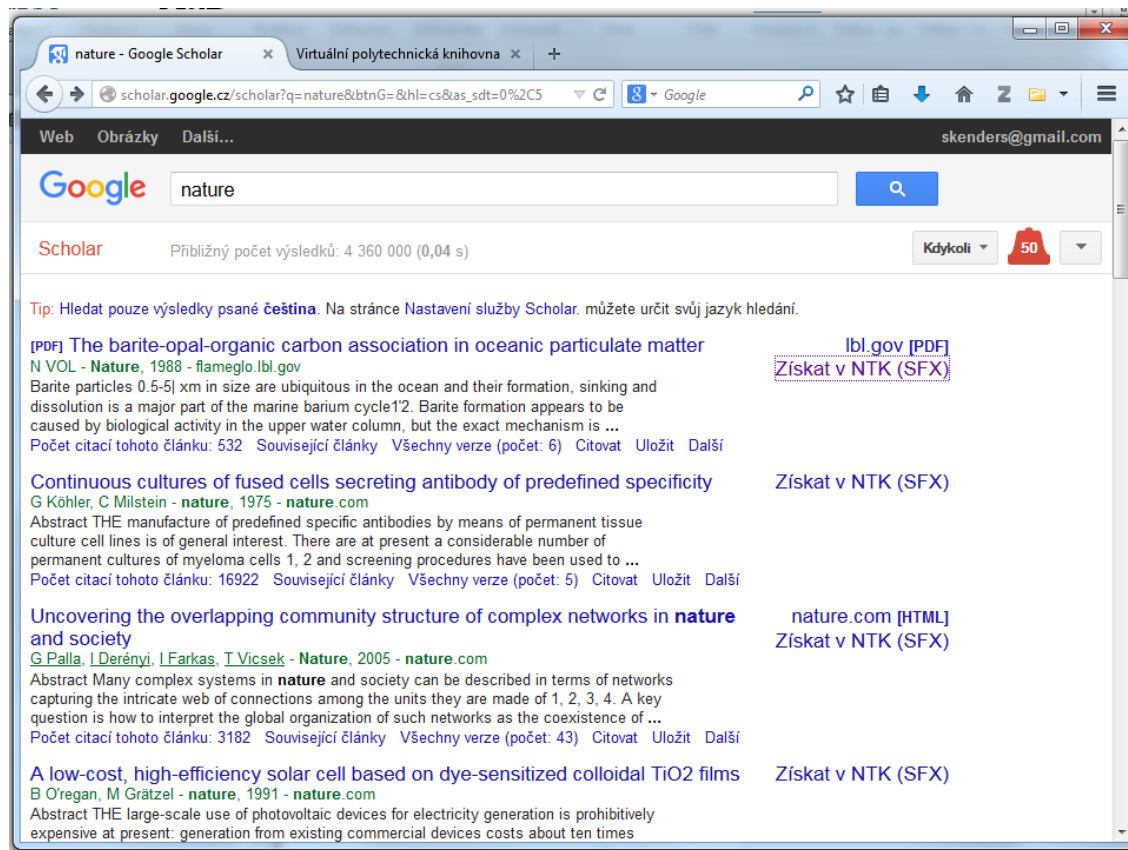 nature - Google Scholar
Virtuální polytechnická knihovna
scholar.google.cz/scholar?q=nature&btnG=&hl=cs&as_sdt=0%2C5
Google
Web Obrázky Další...
skenders@gmail.com
Google
nature
Scholar
Přibližný počet výsledků: 4 360 000 (0,04 s)
Kdykoli
50
Tip: Hledat pouze výsledky psané čeština. Na stránce Nastavení služby Scholar. můžete určit svůj jazyk hledání.
[PDF] The barite-opal-organic carbon association in oceanic particulate matter
lbl.gov [PDF]
N VOL - Nature, 1988 - flameglo.lbl.gov
Získat v NTK (SFX)
Barite particles 0.5-5| xm in size are ubiquitous in the ocean and their formation, sinking and
dissolution is a major part of the marine barium cycle1'2. Barite formation appears to be
caused by biological activity in the upper water column, but the exact mechanism is ...
Počet citací tohoto článku: 532 Související články Všechny verze (počet: 6) Citovat Uložit Další
Continuous cultures of fused cells secreting antibody of predefined specificity
Získat v NTK (SFX)
G Köhler, C Milstein - nature, 1975 - nature.com
Abstract THE manufacture of predefined specific antibodies by means of permanent tissue
culture cell lines is of general interest. There are at present a considerable number of
permanent cultures of myeloma cells 1, 2 and screening procedures have been used to ...
Počet citací tohoto článku: 16922 Související články Všechny verze (počet: 5) Citovat Uložit Další
Uncovering the overlapping community structure of complex networks in nature
and society
nature.com [HTML]
Získat v NTK (SFX)
G Palla, I Derényi, I Farkas, T Vicsek - Nature, 2005 - nature.com
Abstract Many complex systems in nature and society can be described in terms of networks
capturing the intricate web of connections among the units they are made of 1, 2, 3, 4. A key
question is how to interpret the global organization of such networks as the coexistence of ...
Počet citací tohoto článku: 3182 Související články Všechny verze (počet: 43) Citovat Uložit Další
A low-cost, high-efficiency solar cell based on dye-sensitized colloidal TiO2 films
Získat v NTK (SFX)
B O'regan, M Grätzel - nature, 1991 - nature.com
Abstract THE large-scale use of photovoltaic devices for electricity generation is prohibitively
expensive at present: generation from existing commercial devices costs about ten times